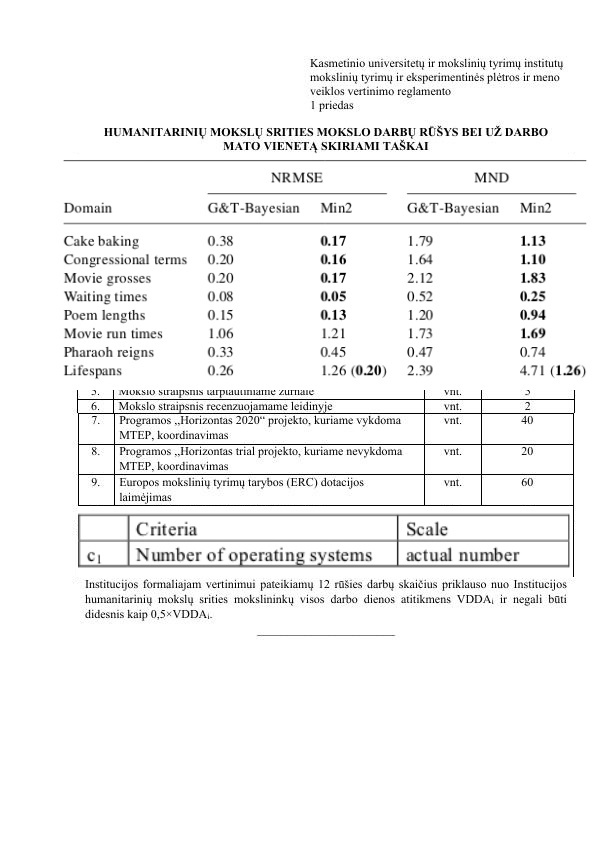 Kasmetinio universitetų ir mokslinių tyrimų institutų
mokslinių tyrimų ir eksperimentinės plėtros ir meno
veiklos vertinimo reglamento
1 priedas
HUMANITARINIŲ MOKSLŲ SRITIES MOKSLO DARBŲ RŪŠYS BEI UŽ DARBO
MATO VIENETĄ SKIRIAMI TAŠKAI
NRMSE MND
Domain G&T-Bayesian Min2 G&T-Bayesian Min2
Cake baking 0.38 0.17 1.79 1.13
Congressional terms 0.20 0.16 1.64 1.10
Movie grosses 0.20 0.17 2.12 1.83
Waiting times 0.08 0.05 0.52 0.25
Poem lengths 0.15 0.13 1.20 0.94
Movie run times 1.06 1.21 1.73 1.69
Pharaoh reigns 0.33 0.45 0.47 0.74
Lifespans 0.26 1.26 (0.20) 2.39 4.71 (1.26)
5. Mokslo straipsnis tarptautiniame žurnale vnt. 3
6. Mokslo straipsnis recenzuojamame leidinyje vnt. 2
7. Programos „Horizontas 2020“ projekto, kuriame vykdoma vnt. 40
MTEP, koordinavimas
8. Programos „Horizontas trial projekto, kuriame nevykdoma vnt. 20
MTEP, koordinavimas
9. Europos mokslinių tyrimų tarybos (ERC) dotacijos vnt. 60
laimėjimas
Criteria Scale
c₁ Number of operating systems actual number
Institucijos formaliajam vertinimui pateikiamų 12 rūšies darbų skaičius priklauso nuo Institucijos
humanitarinių mokslų srities mokslininkų visos darbo dienos atitikmens VDDAᵢ ir negali būti
didesnis kaip 0,5×VDDAᵢ.